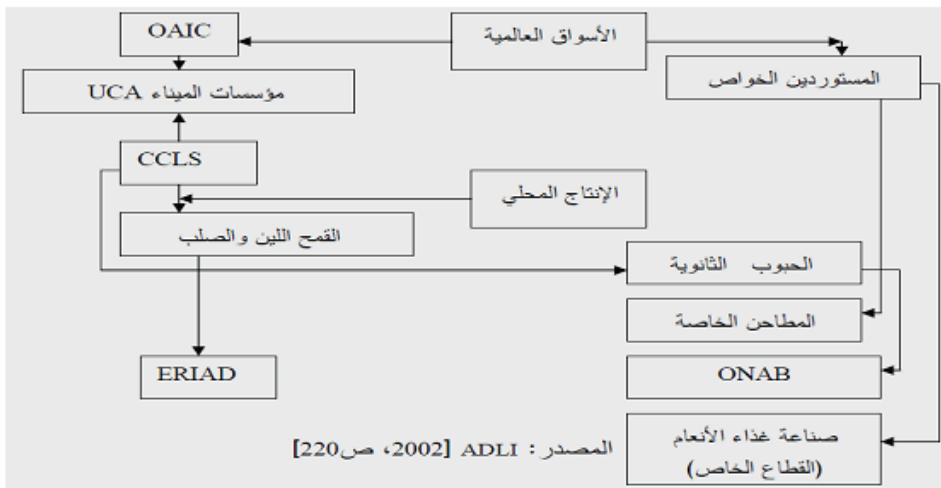 OAIC
الأسواق العالمية
المستوردين الخواص
مؤسسات الميناء UCA
CCLS
الإنتاج المحلي
القمح اللين والصلب
الحبوب الثانوية
المطاحن الخاصة
ERIAD
ONAB
صناعة غذاء الأنعام
(القطاع الخاص)
المصدر: ADLI [2002، ص220]